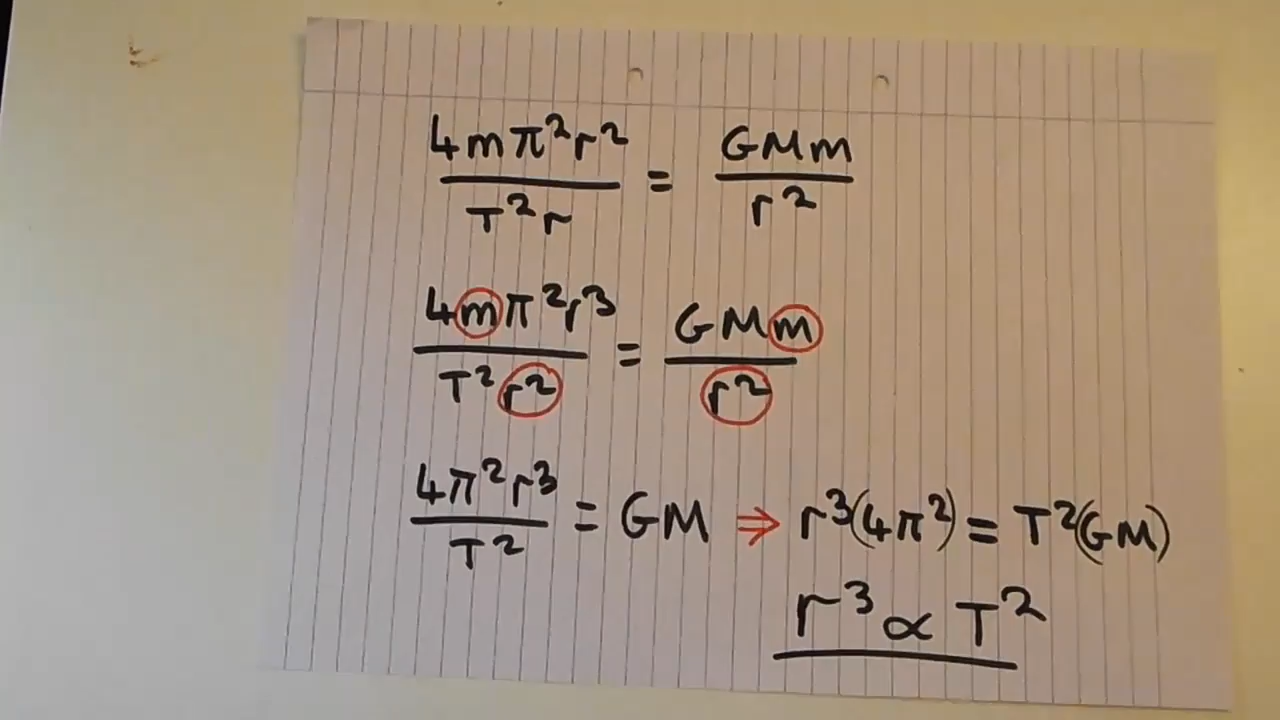 4mπ²r²/T²r = GMm/r²
4mπ²r³/T²r² = GMm/r²
4π²r³/T² = GM ⇒ r³(4π²) = T²(GM)
r³ ∝ T²